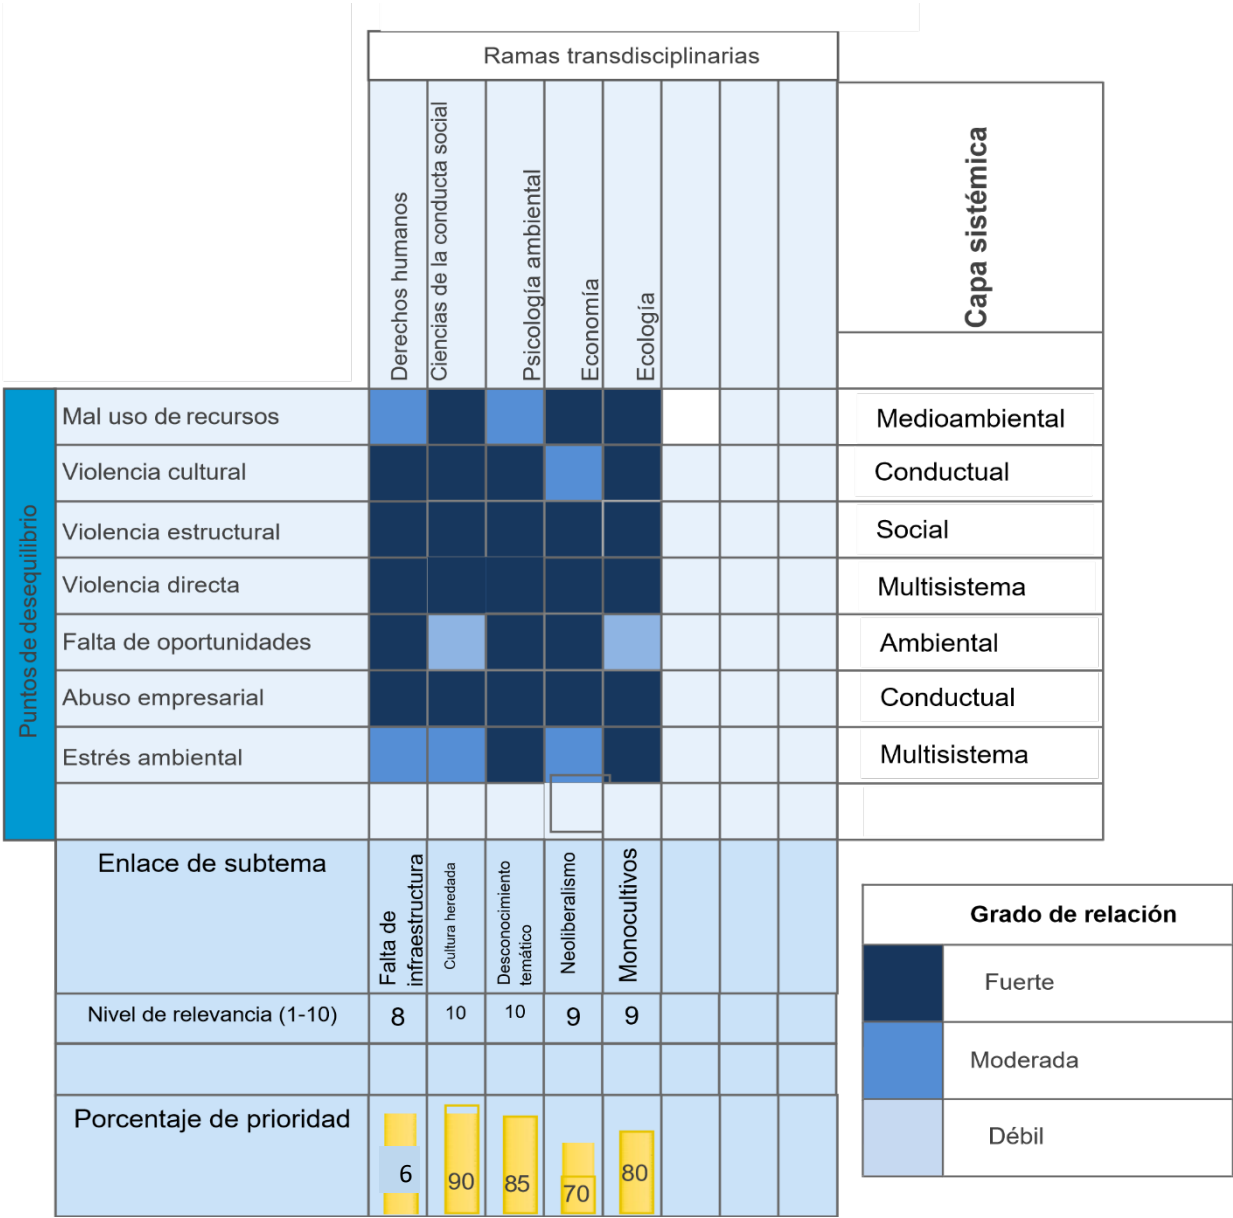 Ramas transdisciplinarias
Derechos humanos
Ciencias de la conducta social
Psicología ambiental
Economía
Ecología
Capa sistémica
Puntos de desequilibrio
Mal uso de recursos
Medioambiental
Violencia cultural
Conductual
Violencia estructural
Social
Violencia directa
Multisistema
Falta de oportunidades
Ambiental
Abuso empresarial
Conductual
Estrés ambiental
Multisistema
Enlace de subtema
Falta de
infraestructura
Cultura heredada
Desconocimiento
temático
Neoliberalismo
Monocultivos
Nivel de relevancia (1-10)
8
10
10
9
9
Porcentaje de prioridad
6
90
85
70
80
Grado de relación
Fuerte
Moderada
Débil